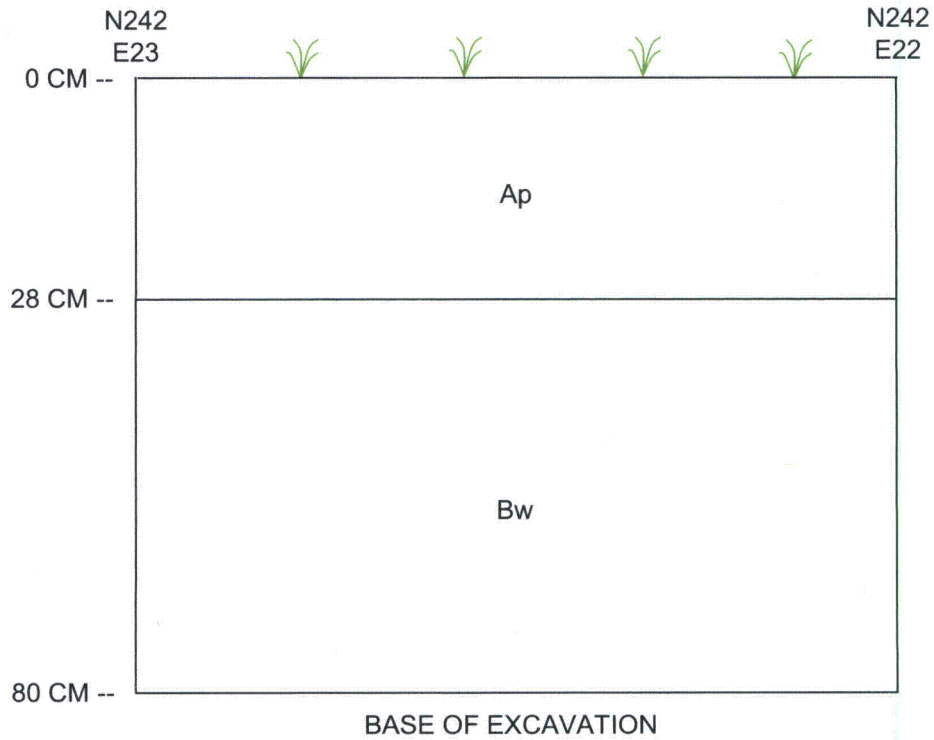 N242
E23
N242
E22
0 CM --
Ap
28 CM --
Bw
80 CM --
BASE OF EXCAVATION